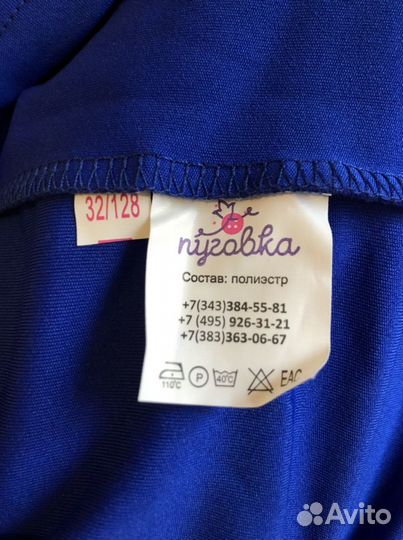 32/128
пуговка
Состав: полиэстр
+7(343)384-55-81
+7 (495) 926-31-21
+7(383)363-06-67
110℃ P 40℃ EAC
Avito